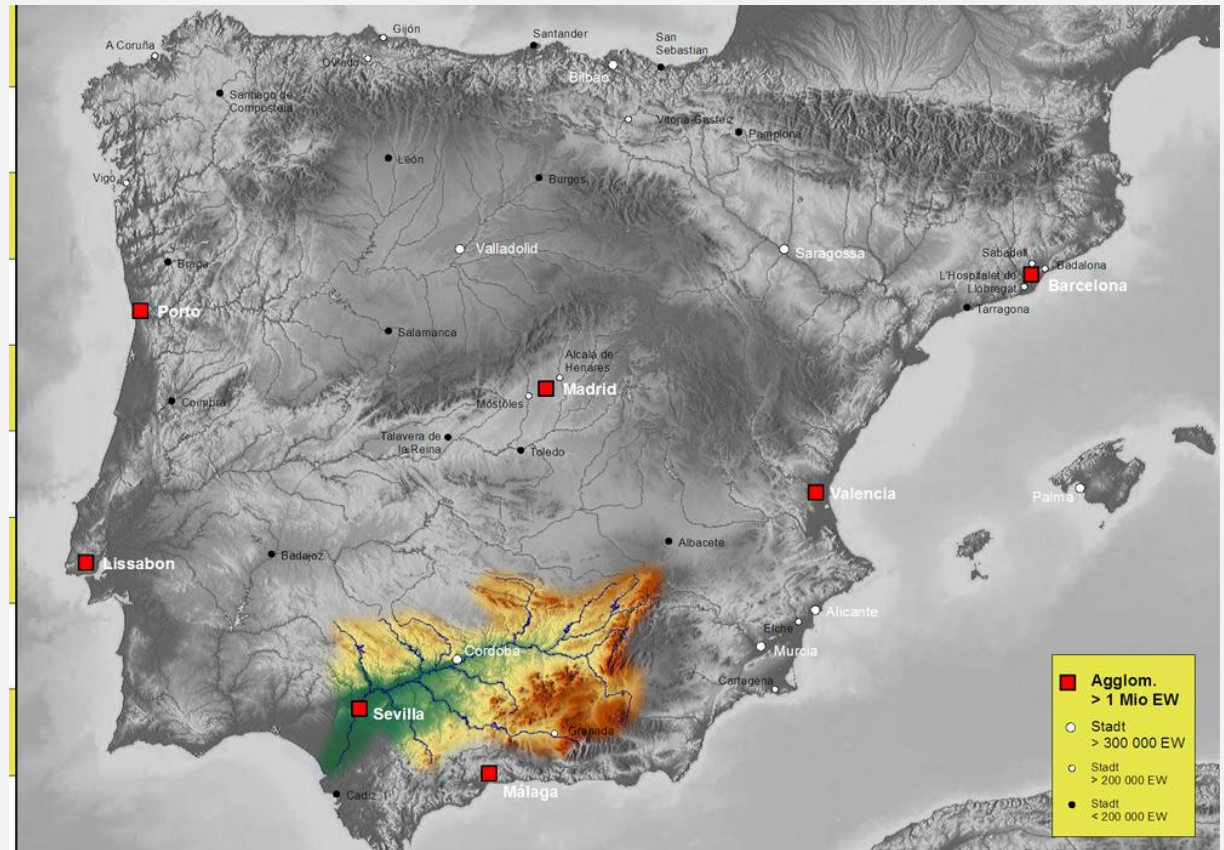 Gijón
A Coruña
Santander
San
Sebastian
Oviedo
Bilbao
Santiago de
Compostela
Vitoria-Gasteiz
Pamplona
León
Vigo
Burgos
Valladolid
Saragossa
Braga
Sabadell
Badalona
L'Hospitalet de
Llobregat
Barcelona
Porto
Tarragona
Salamanca
Alcalá de
Henares
Madrid
Móstoles
Coimbra
Talavera de
la Reina
Toledo
Valencia
Palma
Albacete
Badajoz
Lissabon
Alicante
Elche
Cordoba
Murcia
Cartagena
Sevilla
Granada
Málaga
Cadiz
Agglom.
> 1 Mio EW
Stadt
> 300 000 EW
Stadt
> 200 000 EW
Stadt
< 200 000 EW